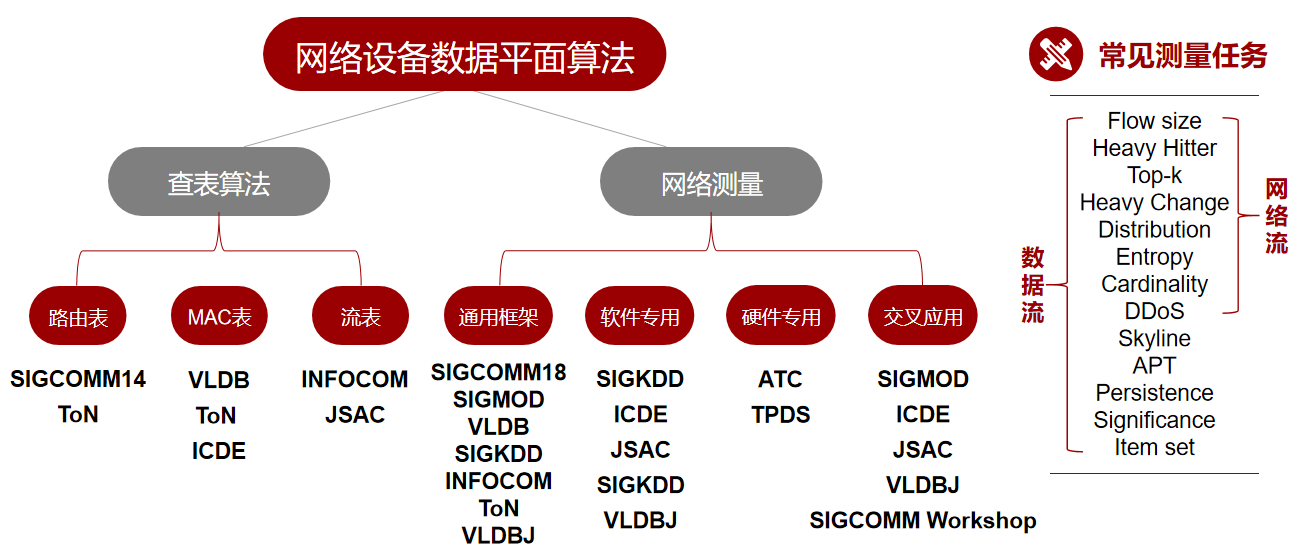 网络设备数据平面算法
查表算法
网络测量
路由表
MAC表
流表
通用框架
软件专用
硬件专用
交叉应用
SIGCOMM14
ToN
VLDB
ToN
ICDE
INFOCOM
JSAC
SIGCOMM18
SIGMOD
VLDB
SIGKDD
INFOCOM
ToN
VLDBJ
SIGKDD
ICDE
JSAC
SIGKDD
VLDBJ
ATC
TPDS
SIGMOD
ICDE
JSAC
VLDBJ
SIGCOMM Workshop
常见测量任务
Flow size
Heavy Hitter
Top-k
Heavy Change
Distribution
Entropy
Cardinality
DDoS
Skyline
APT
Persistence
Significance
Item set
数据流
网络流